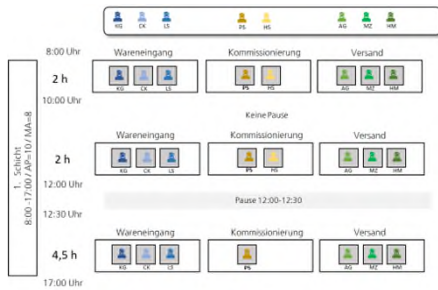 KG CK LS PS HS AG MZ HM
8:00 Uhr Wareneingang Kommissionierung Versand
2 h
KG CK LS PS HS AG MZ HM
10:00 Uhr
Keine Pause
Wareneingang Kommissionierung Versand
2 h
KG CK LS PS HS AG MZ HM
12:00 Uhr
Pause 12:00-12:30
12:30 Uhr
Wareneingang Kommissionierung Versand
4,5 h
KG CK LS PS AG MZ HM
17:00 Uhr
1. Schicht
8:00 -17:00 / AP=10 / MA=8